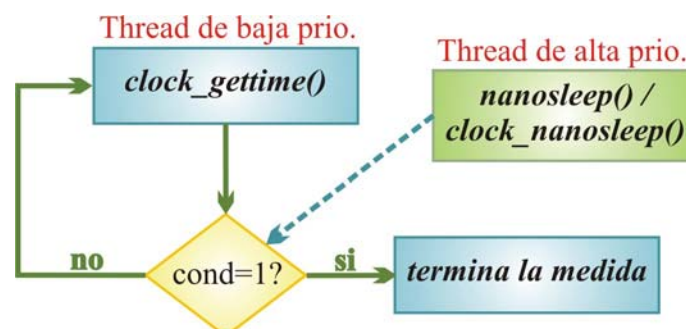 Thread de baja prio.
clock_gettime()
Thread de alta prio.
nanosleep() /
clock_nanosleep()
no
cond=1?
si
termina la medida